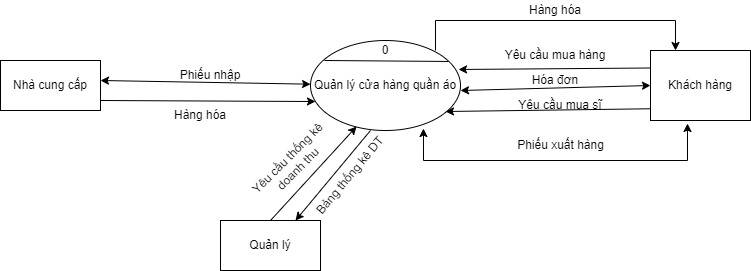 Hàng hóa
0
Yêu cầu mua hàng
Nhà cung cấp
Phiếu nhập
Quản lý cửa hàng quần áo
Hóa đơn
Khách hàng
Hàng hóa
Yêu cầu mua sĩ
Phiếu xuất hàng
Yêu cầu thống kê
doanh thu
Bảng thống kê DT
Quản lý